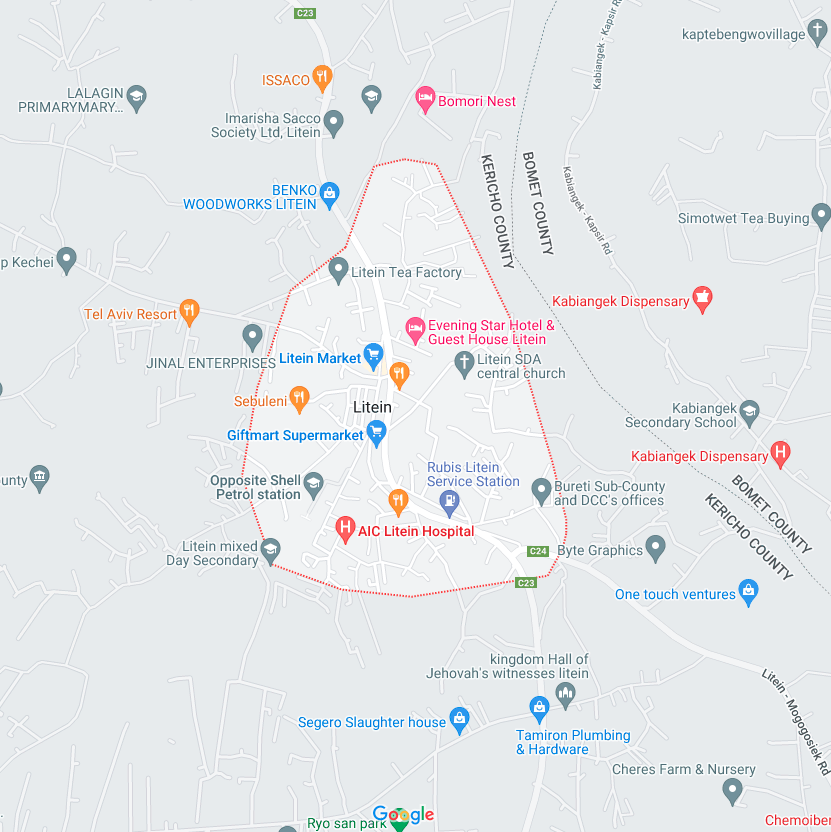 C23
kaptebengwovillage
Kabiangek - Kapsir Rd
ISSACO
LALAGIN
PRIMARYMARY...
Bomori Nest
Imarisha Sacco
Society Ltd, Litein
KERICHO COUNTY
BOMET COUNTY
Kabiangek - Kapsir Rd
BENKO
WOODWORKS LITEIN
Simotwet Tea Buying
p Kechei
Litein Tea Factory
Kabiangek Dispensary
Tel Aviv Resort
Evening Star Hotel &
Guest House Litein
JINAL ENTERPRISES
Litein Market
Litein SDA
central church
Sebuleni
Litein
Kabiangek
Secondary School
Giftmart Supermarket
Kabiangek Dispensary
Rubis Litein
Service Station
ounty
Opposite Shell
Petrol station
Bureti Sub-County
and DCC's offices
BOMET COUNTY
KERICHO COUNTY
AIC Litein Hospital
Litein mixed
Day Secondary
C24
Byte Graphics
C23
One touch ventures
kingdom Hall of
Jehovah's witnesses litein
Litein - Mogogosiek Rd
Segero Slaughter house
Tamiron Plumbing
& Hardware
Cheres Farm & Nursery
Google
Ryo san park
Chemoiben